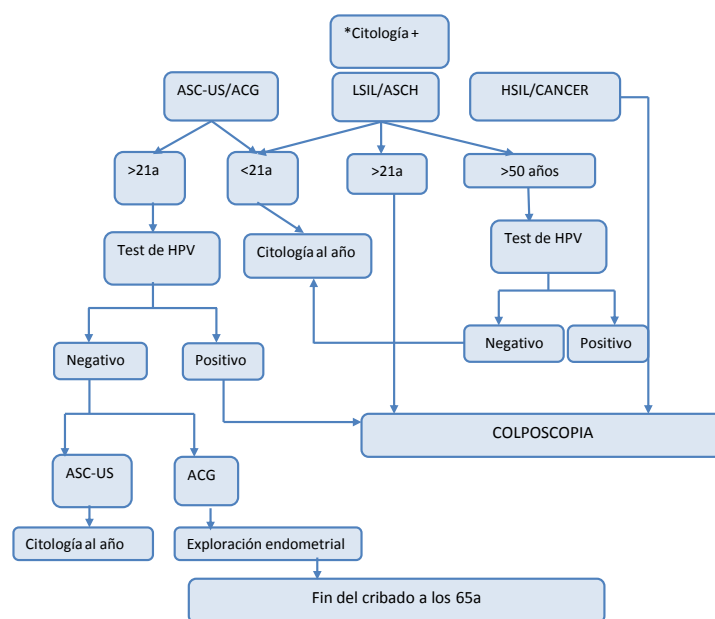 *Citología +
ASC-US/ACG
LSIL/ASCH
HSIL/CANCER
>21a
<21a
>21a
>50 años
Test de HPV
Citología al año
Test de HPV
Negativo
Positivo
Negativo
Positivo
COLPOSCOPIA
ASC-US
ACG
Citología al año
Exploración endometrial
Fin del cribado a los 65a